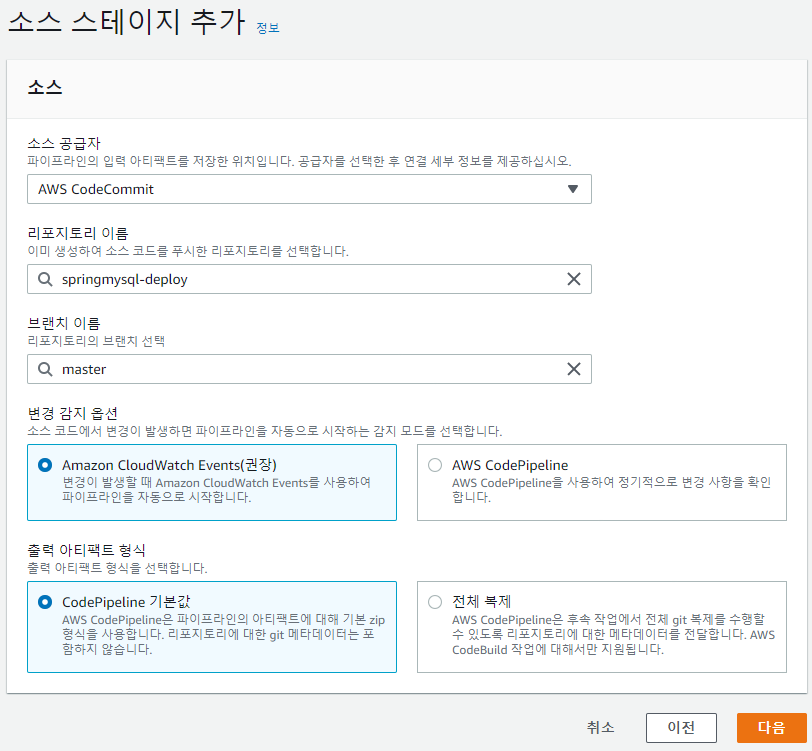 소스 스테이지 추가 정보
소스
소스 공급자
파이프라인의 입력 아티팩트를 저장한 위치입니다. 공급자를 선택한 후 연결 세부 정보를 제공하십시오.
AWS CodeCommit
리포지토리 이름
이미 생성하여 소스 코드를 푸시한 리포지토리를 선택합니다.
springmysql-deploy
브랜치 이름
리포지토리의 브랜치 선택
master
변경 감지 옵션
소스 코드에서 변경이 발생하면 파이프라인을 자동으로 시작하는 감지 모드를 선택합니다.
Amazon CloudWatch Events(권장)
변경이 발생할 때 Amazon CloudWatch Events를 사용하여
파이프라인을 자동으로 시작합니다.
AWS CodePipeline
AWS CodePipeline을 사용하여 정기적으로 변경 사항을 확인
합니다.
출력 아티팩트 형식
출력 아티팩트 형식을 선택합니다.
CodePipeline 기본값
AWS CodePipeline은 파이프라인의 아티팩트에 대해 기본 zip
형식을 사용합니다. 리포지토리에 대한 git 메타데이터는 포
함하지 않습니다.
전체 복제
AWS CodePipeline은 후속 작업에서 전체 git 복제를 수행할
수 있도록 리포지토리에 대한 메타데이터를 전달합니다. AWS
CodeBuild 작업에 대해서만 지원됩니다.
취소
이전
다음